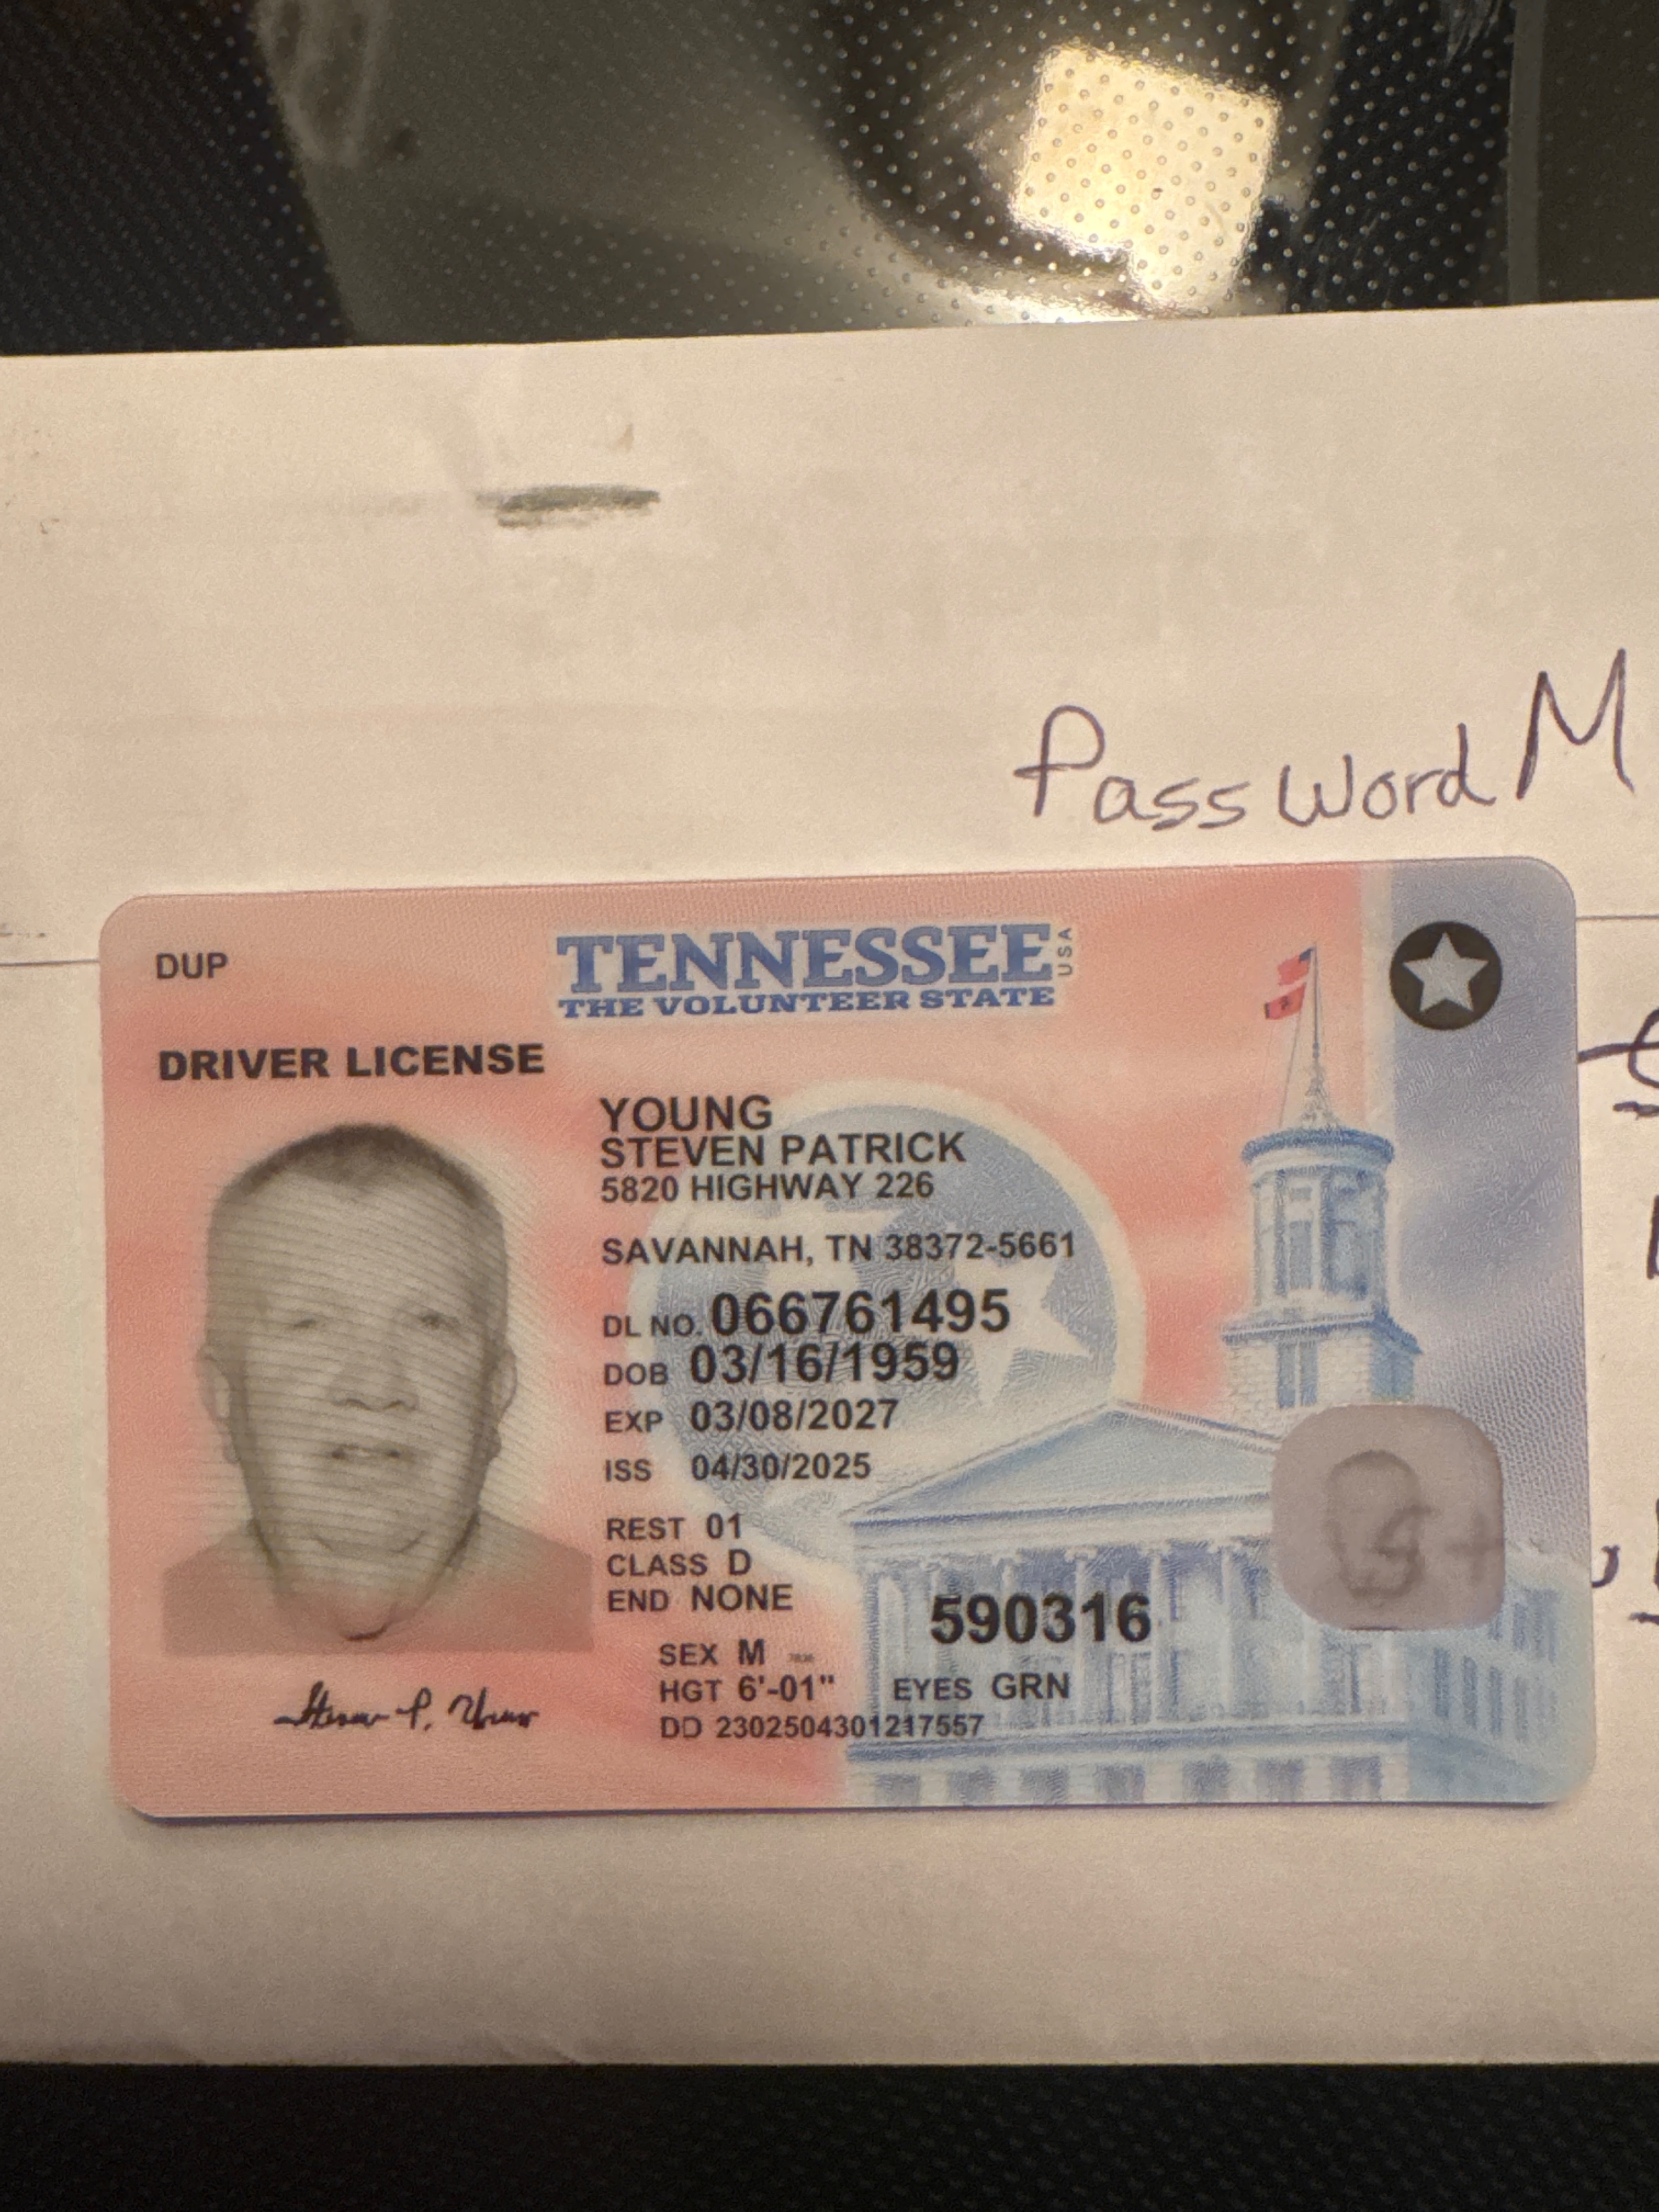 Password M
DUP
TENNESSEE USA
THE VOLUNTEER STATE
DRIVER LICENSE
YOUNG
STEVEN PATRICK
5820 HIGHWAY 226
SAVANNAH, TN 38372-5661
DL NO. 066761495
DOB 03/16/1959
EXP 03/08/2027
ISS 04/30/2025
REST 01
CLASS D
END NONE
590316
SEX M
HGT 6'-01" EYES GRN
DD 2302504301217557